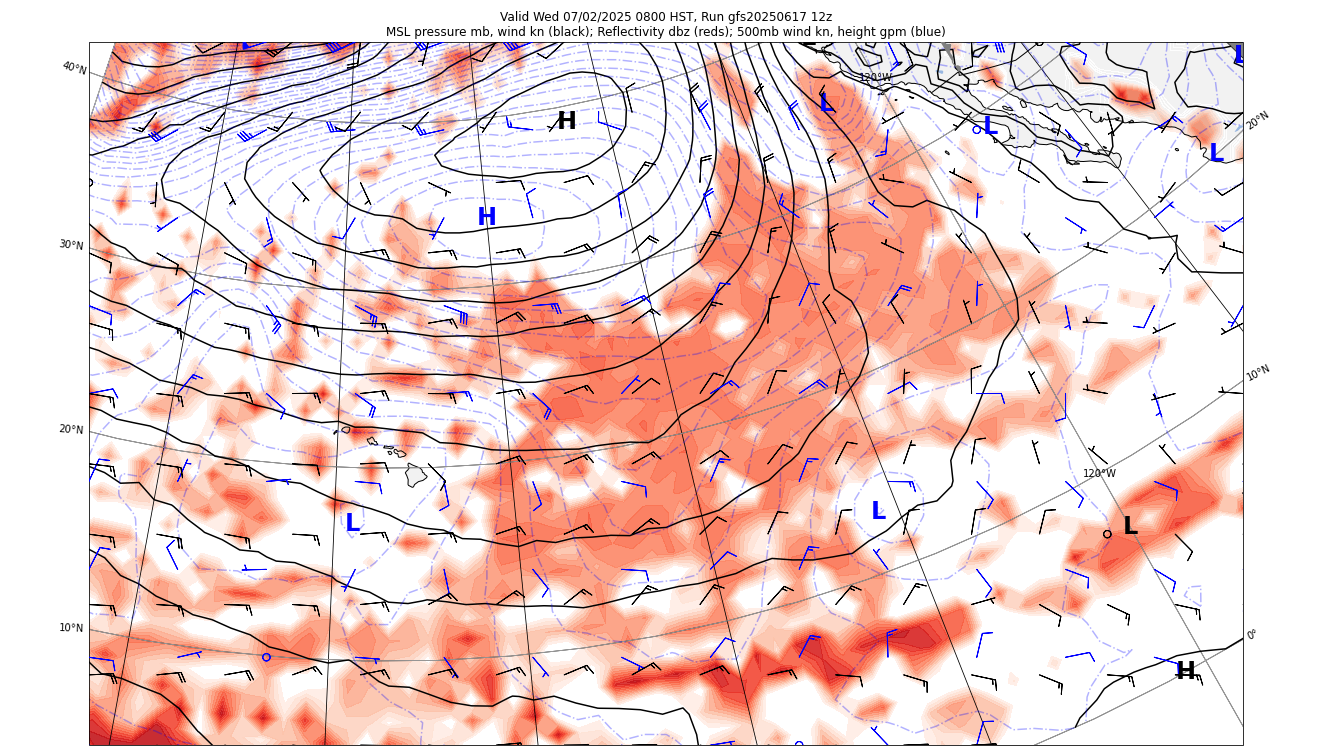 Valid Wed 07/02/2025 0800 HST, Run gfs20250617 12z
MSL pressure mb, wind kn (black); Reflectivity dbz (reds); 500mb wind kn, height gpm (blue)
L
40°N
120°W
L
H
L
20°N
L
H
30°N
10°N
20°N
120°W
L
L
L
10°N
0°
H